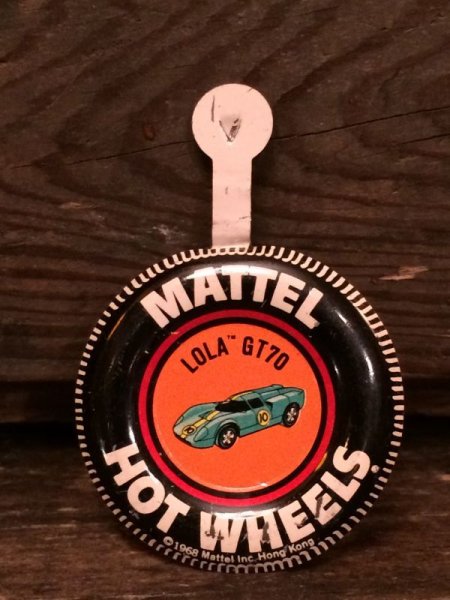 MATTEL
LOLA™ GT70
10
HOT WHEELS®
©1968 Mattel Inc. Hong Kong